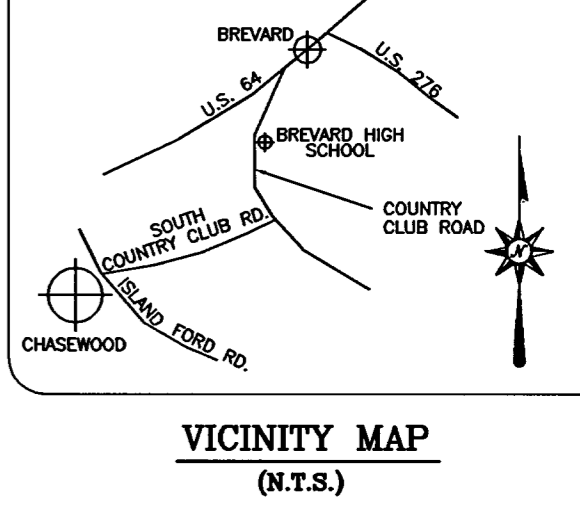 BREVARD
U.S. 276
U.S. 64
BREVARD HIGH
SCHOOL
COUNTRY
CLUB ROAD
SOUTH
COUNTRY CLUB RD.
N
ISLAND FORD RD.
CHASEWOOD
VICINITY MAP
(N.T.S.)